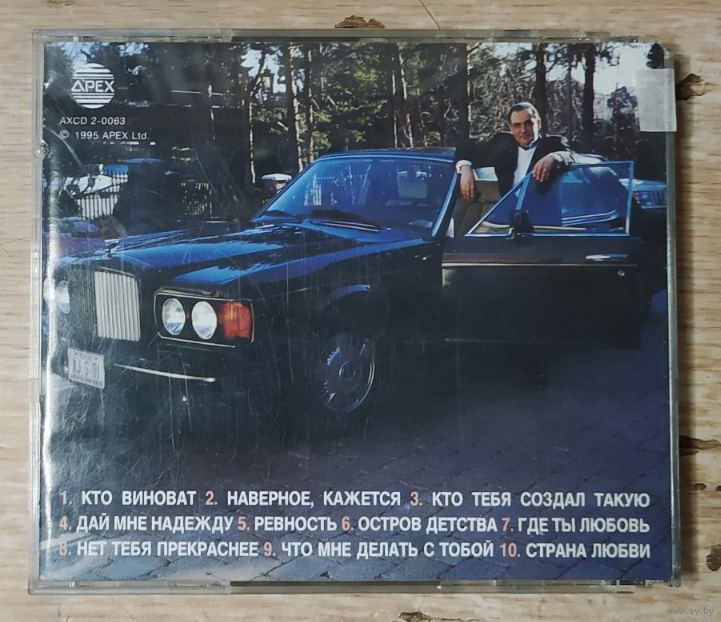 APEX
AXCD 2-0063
© 1995 APEX Ltd.
1. КТО ВИНОВАТ 2. НАВЕРНОЕ, КАЖЕТСЯ 3. КТО ТЕБЯ СОЗДАЛ ТАКУЮ
4. ДАЙ МНЕ НАДЕЖДУ 5. РЕВНОСТЬ 6. ОСТРОВ ДЕТСТВА 7. ГДЕ ТЫ ЛЮБОВЬ
8. НЕТ ТЕБЯ ПРЕКРАСНЕЕ 9. ЧТО МНЕ ДЕЛАТЬ С ТОБОЙ 10. СТРАНА ЛЮБВИ
www.ay.by